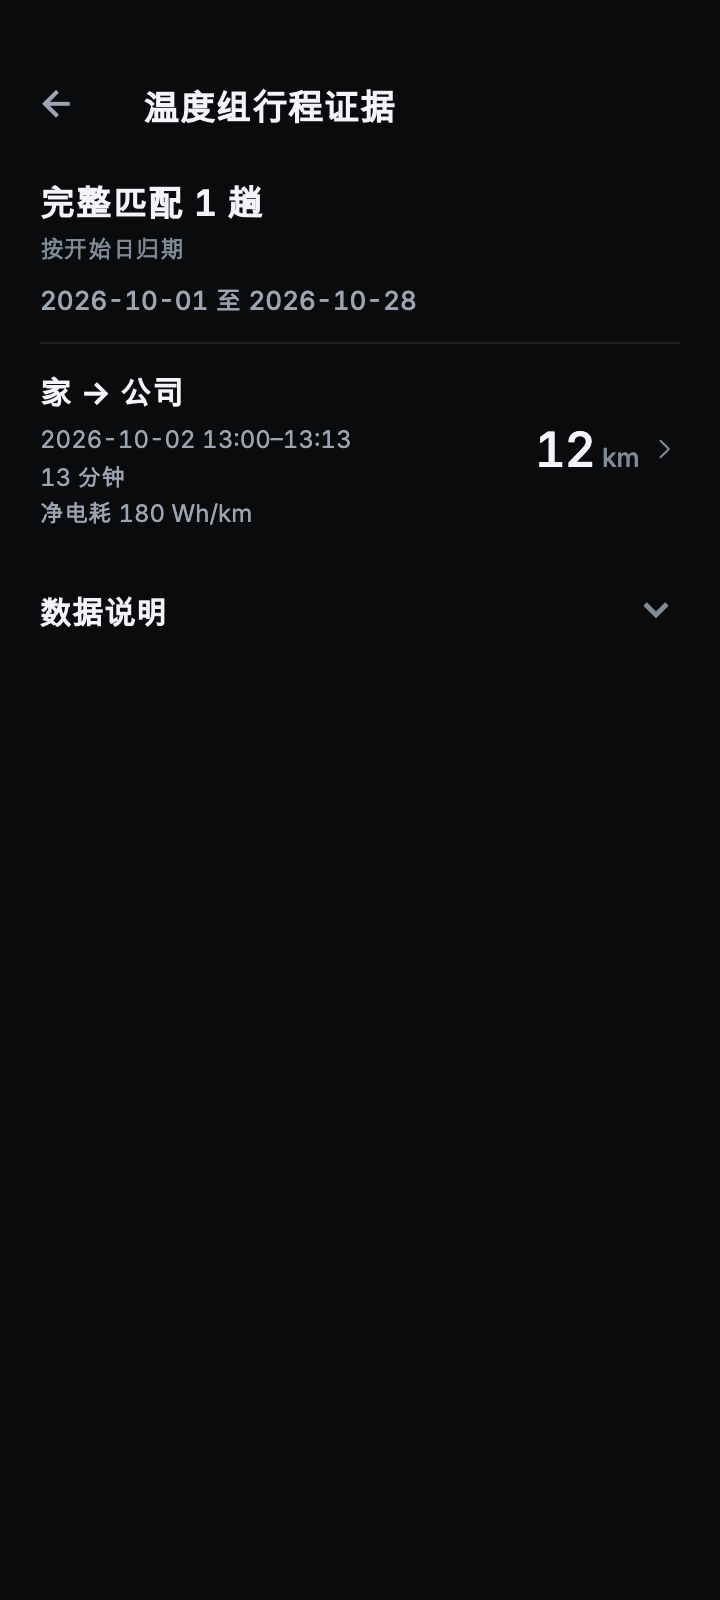 温度组行程证据
完整匹配 1 趟
按开始日归期
2026-10-01 至 2026-10-28
家 → 公司
2026-10-02 13:00–13:13
13 分钟
净电耗 180 Wh/km
12 km
数据说明